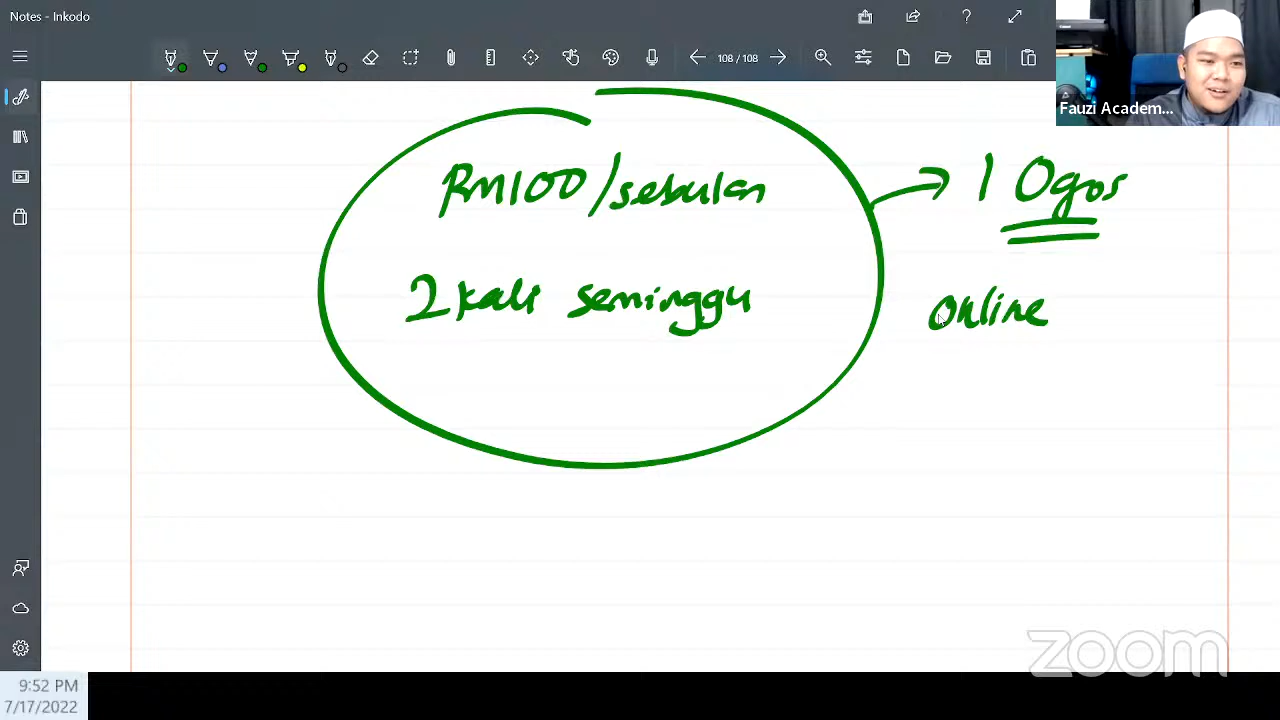 Notes - Inkodo
108 / 108
Fauzi Academ...
RM100/sebulan
1 Ogos
2 kali seminggu
online
zoom
9:52 PM
7/17/2022